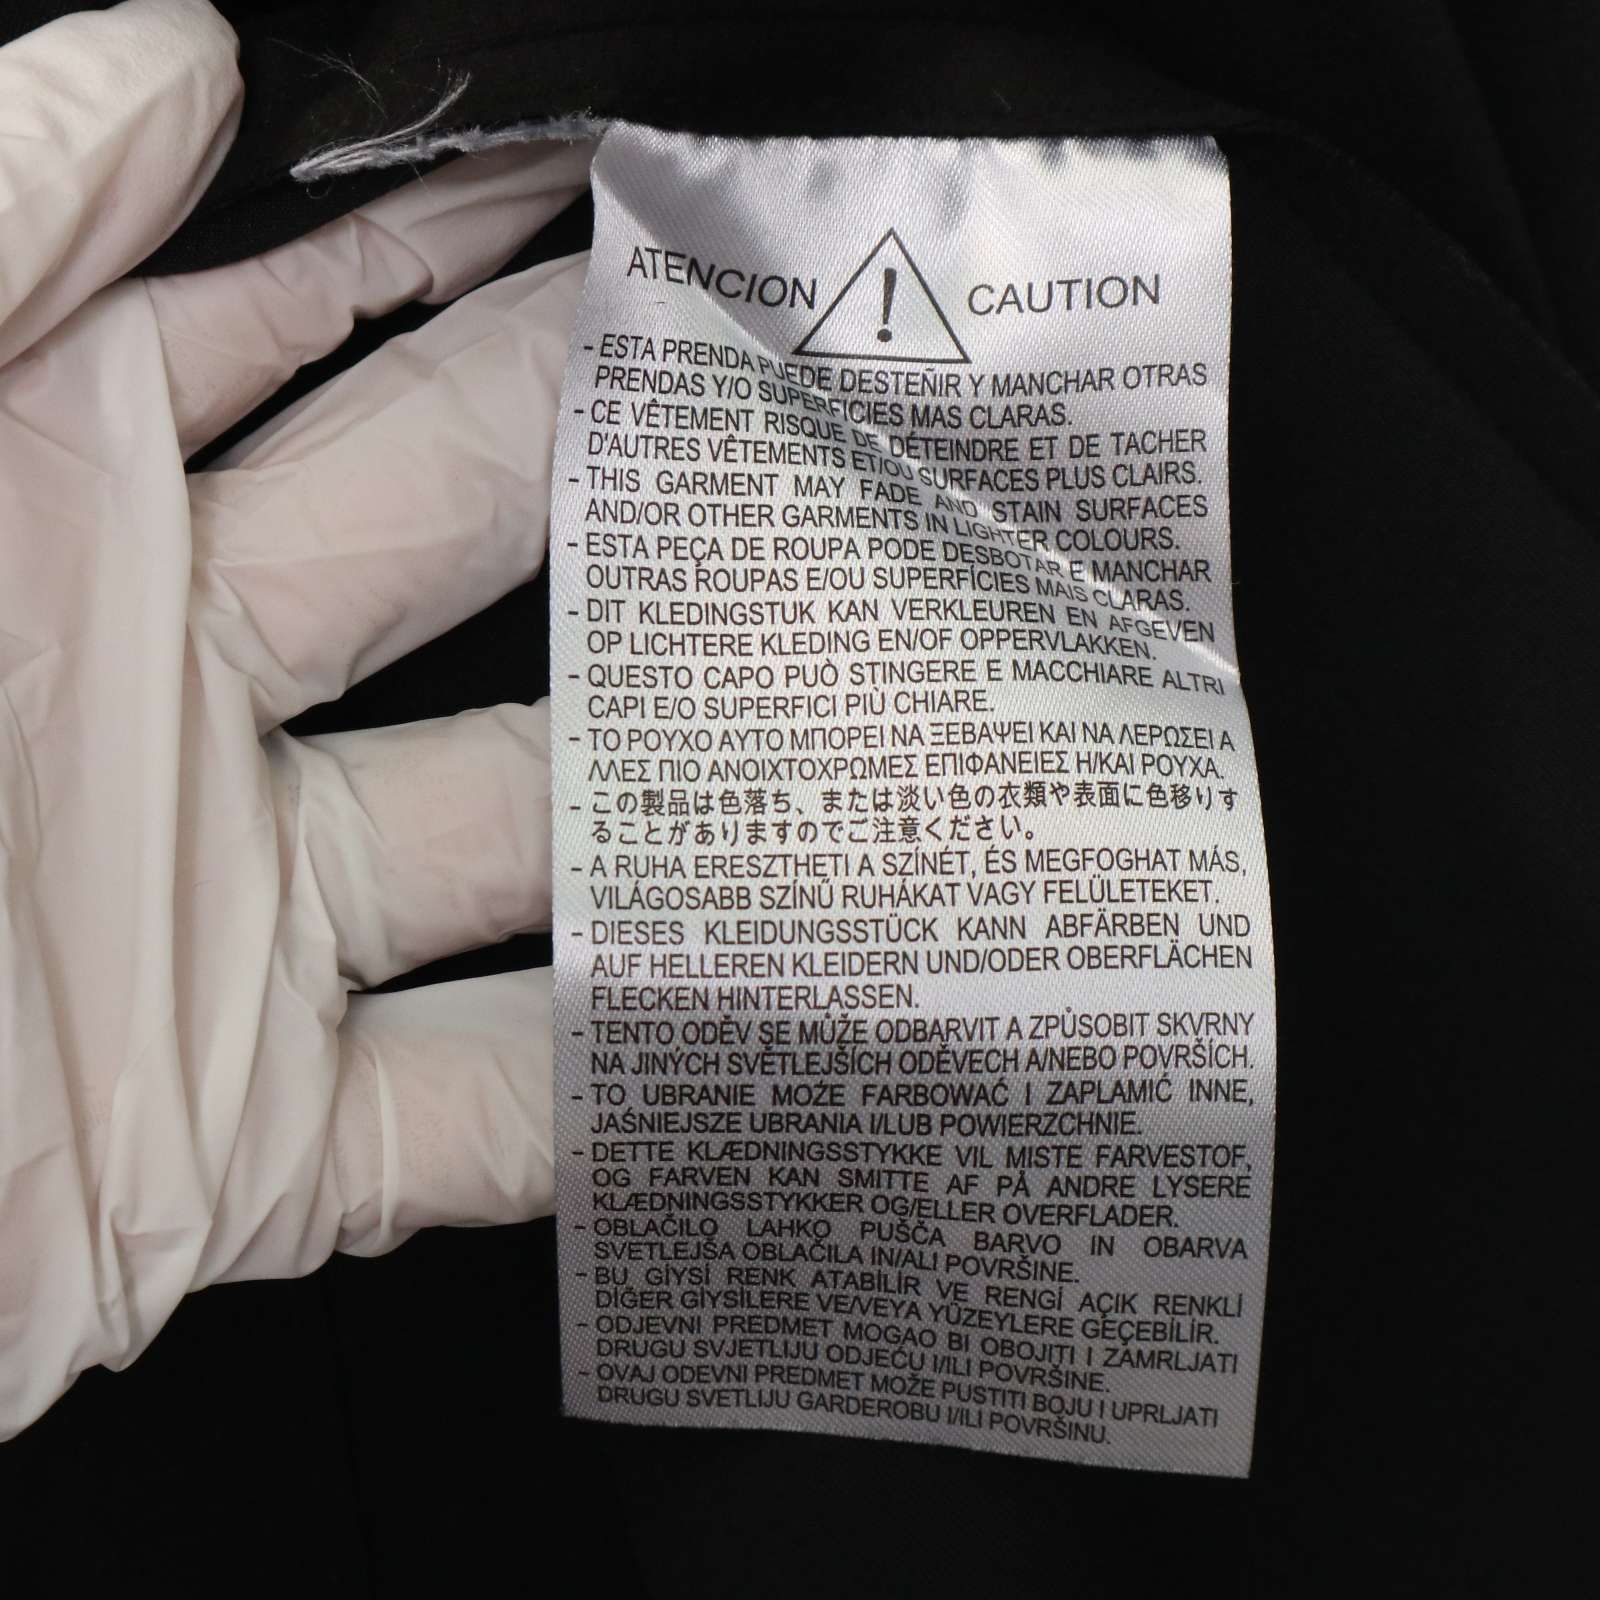 ATENCION ! CAUTION
- ESTA PRENDA PUEDE DESTEÑIR Y MANCHAR OTRAS
PRENDAS Y/O SUPERFICIES MAS CLARAS.
- CE VÊTEMENT RISQUE DE DÉTEINDRE ET DE TACHER
D'AUTRES VÊTEMENTS ET/OU SURFACES PLUS CLAIRS.
- THIS GARMENT MAY FADE AND STAIN SURFACES
AND/OR OTHER GARMENTS IN LIGHTER COLOURS.
- ESTA PEÇA DE ROUPA PODE DESBOTAR E MANCHAR
OUTRAS ROUPAS E/OU SUPERFÍCIES MAIS CLARAS.
- DIT KLEDINGSTUK KAN VERKLEUREN EN AFGEVEN
OP LICHTERE KLEDING EN/OF OPPERVLAKKEN.
- QUESTO CAPO PUÒ STINGERE E MACCHIARE ALTRI
CAPI E/O SUPERFICI PIÙ CHIARE.
- ΤΟ ΡΟΥΧΟ ΑΥΤΟ ΜΠΟΡΕΙ ΝΑ ΞΕΒΑΨΕΙ ΚΑΙ ΝΑ ΛΕΡΩΣΕΙ Α
ΛΛΕΣ ΠΙΟ ΑΝΟΙΧΤΟΧΡΩΜΕΣ ΕΠΙΦΑΝΕΙΕΣ Η/ΚΑΙ ΡΟΥΧΑ.
- この製品は色落ち、または淡い色の衣類や表面に色移りす
ることがありますのでご注意ください。
- A RUHA ERESZTHETI A SZÍNÉT, ÉS MEGFOGHAT MÁS,
VILÁGOSABB SZÍNŰ RUHÁKAT VAGY FELÜLETEKET.
- DIESES KLEIDUNGSSTÜCK KANN ABFÄRBEN UND
AUF HELLEREN KLEIDERN UND/ODER OBERFLÄCHEN
FLECKEN HINTERLASSEN.
- TENTO ODĚV SE MŮŽE ODBARVIT A ZPŮSOBIT SKVRNY
NA JINÝCH SVĚTLEJŠÍCH ODĚVECH A/NEBO POVRŠÍCH.
- TO UBRANIE MOŻE FARBOWAĆ I ZAPLAMIĆ INNE,
JAŚNIEJSZE UBRANIA I/LUB POWIERZCHNIE.
- DETTE KLÆDNINGSSTYKKE VIL MISTE FARVESTOF,
OG FARVEN KAN SMITTE AF PÅ ANDRE LYSERE
KLÆDNINGSSTYKKER OG/ELLER OVERFLADER.
- OBLAČILO LAHKO PUŠČA BARVO IN OBARVA
SVETLEJŠA OBLAČILA IN/ALI POVRŠINE.
- BU GİYSİ RENK ATABİLİR VE RENGİ AÇIK RENKLİ
DİĞER GİYSİLERE VE/VEYA YÜZEYLERE GEÇEBİLİR.
- ODJEVNI PREDMET MOGAO BI OBOJITI I ZAMRLJATI
DRUGU SVJETLIJU ODJEĆU I/ILI POVRŠINE.
- OVAJ ODEVNI PREDMET MOŽE PUSTITI BOJU I UPRLJATI
DRUGU SVETLIJU GARDEROBU I/ILI POVRŠINU.